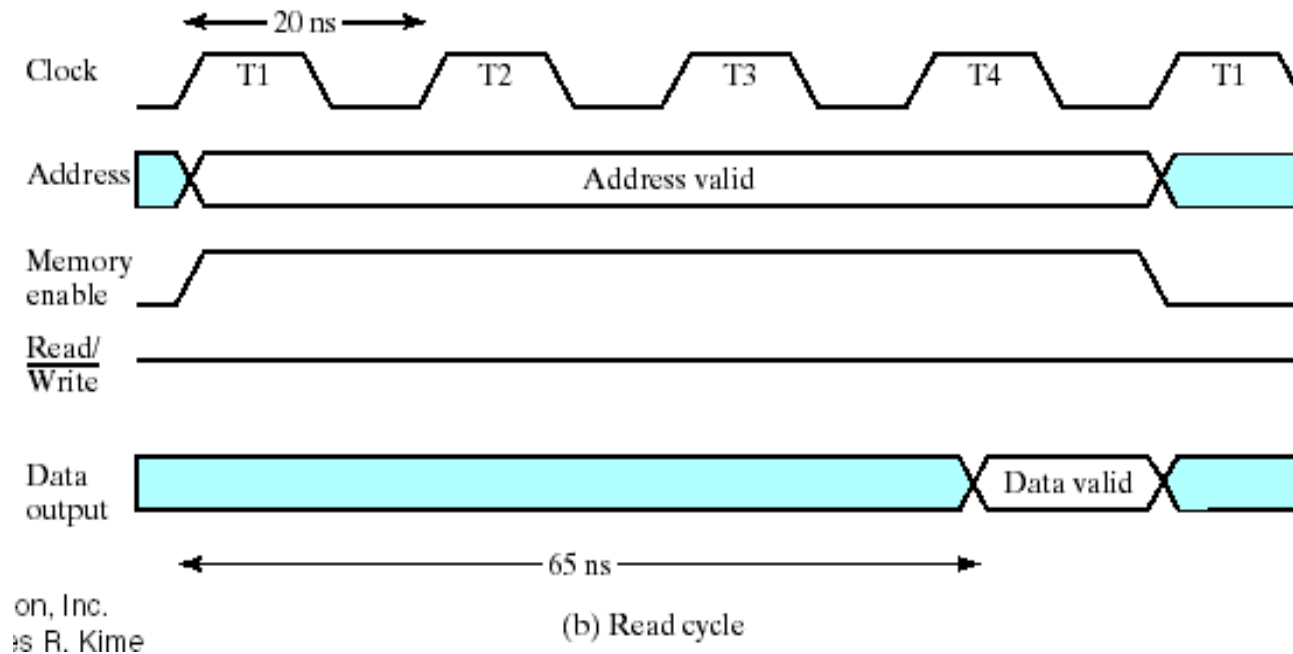 20 ns
Clock T1 T2 T3 T4 T1
Address Address valid
Memory
enable
Read/
Write
Data
output
Data valid
65 ns
(b) Read cycle
on, Inc.
es R. Kime